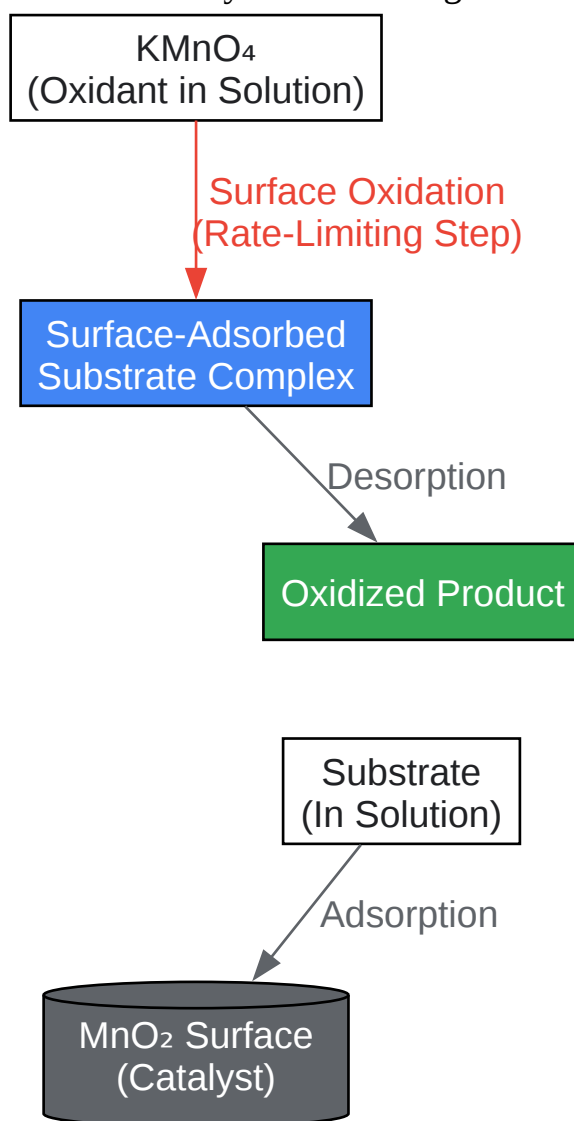 KMnO₄
(Oxidant in Solution)
Surface Oxidation
(Rate-Limiting Step)
Surface-Adsorbed
Substrate Complex
Desorption
Oxidized Product
Substrate
(In Solution)
Adsorption
MnO₂ Surface
(Catalyst)